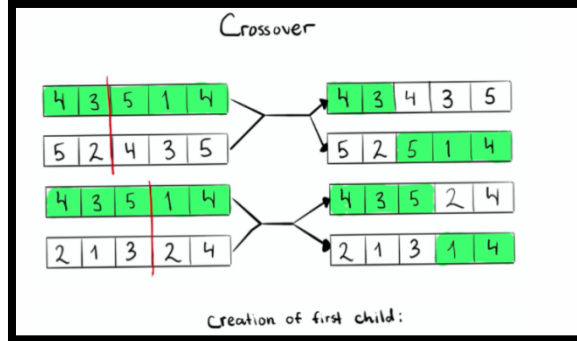 Crossover
4 3 5 1 4
4 3 4 3 5
5 2 4 3 5
5 2 5 1 4
4 3 5 1 4
4 3 5 2 4
2 1 3 2 4
2 1 3 1 4
Creation of first child: